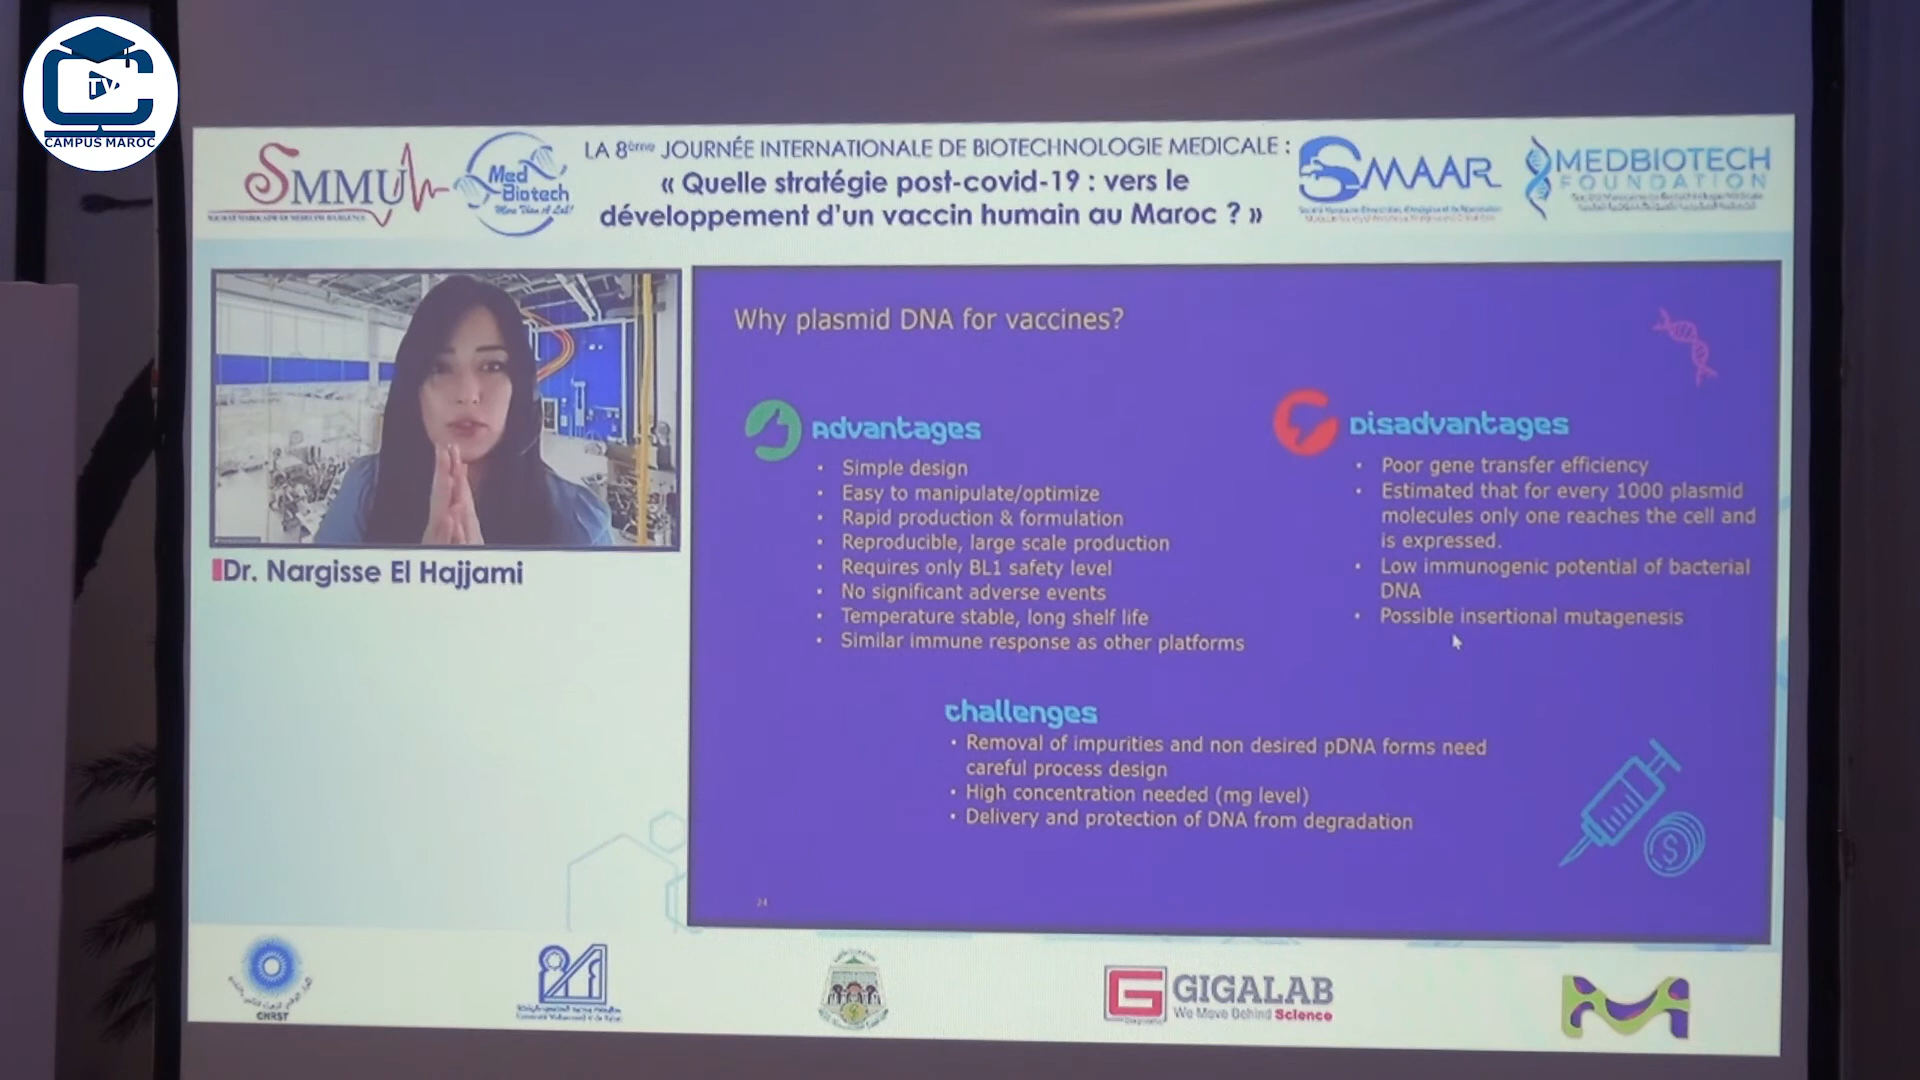 TV
CAMPUS MAROC
SMMU
Med
Biotech
More Than A Lab!
LA 8ème JOURNÉE INTERNATIONALE DE BIOTECHNOLOGIE MEDICALE :
« Quelle stratégie post-covid-19 : vers le
développement d'un vaccin humain au Maroc ? »
SMAAR
MEDBIOTECH
FOUNDATION
Dr. Nargisse El Hajjami
Why plasmid DNA for vaccines?
Advantages
• Simple design
• Easy to manipulate/optimize
• Rapid production & formulation
• Reproducible, large scale production
• Requires only BL1 safety level
• No significant adverse events
• Temperature stable, long shelf life
• Similar immune response as other platforms
Disadvantages
• Poor gene transfer efficiency
• Estimated that for every 1000 plasmid
molecules only one reaches the cell and
is expressed.
• Low immunogenic potential of bacterial
DNA
• Possible insertional mutagenesis
Challenges
• Removal of impurities and non desired pDNA forms need
careful process design
• High concentration needed (mg level)
• Delivery and protection of DNA from degradation
24
CNRST
G GIGALAB
We Move Behind Science
M